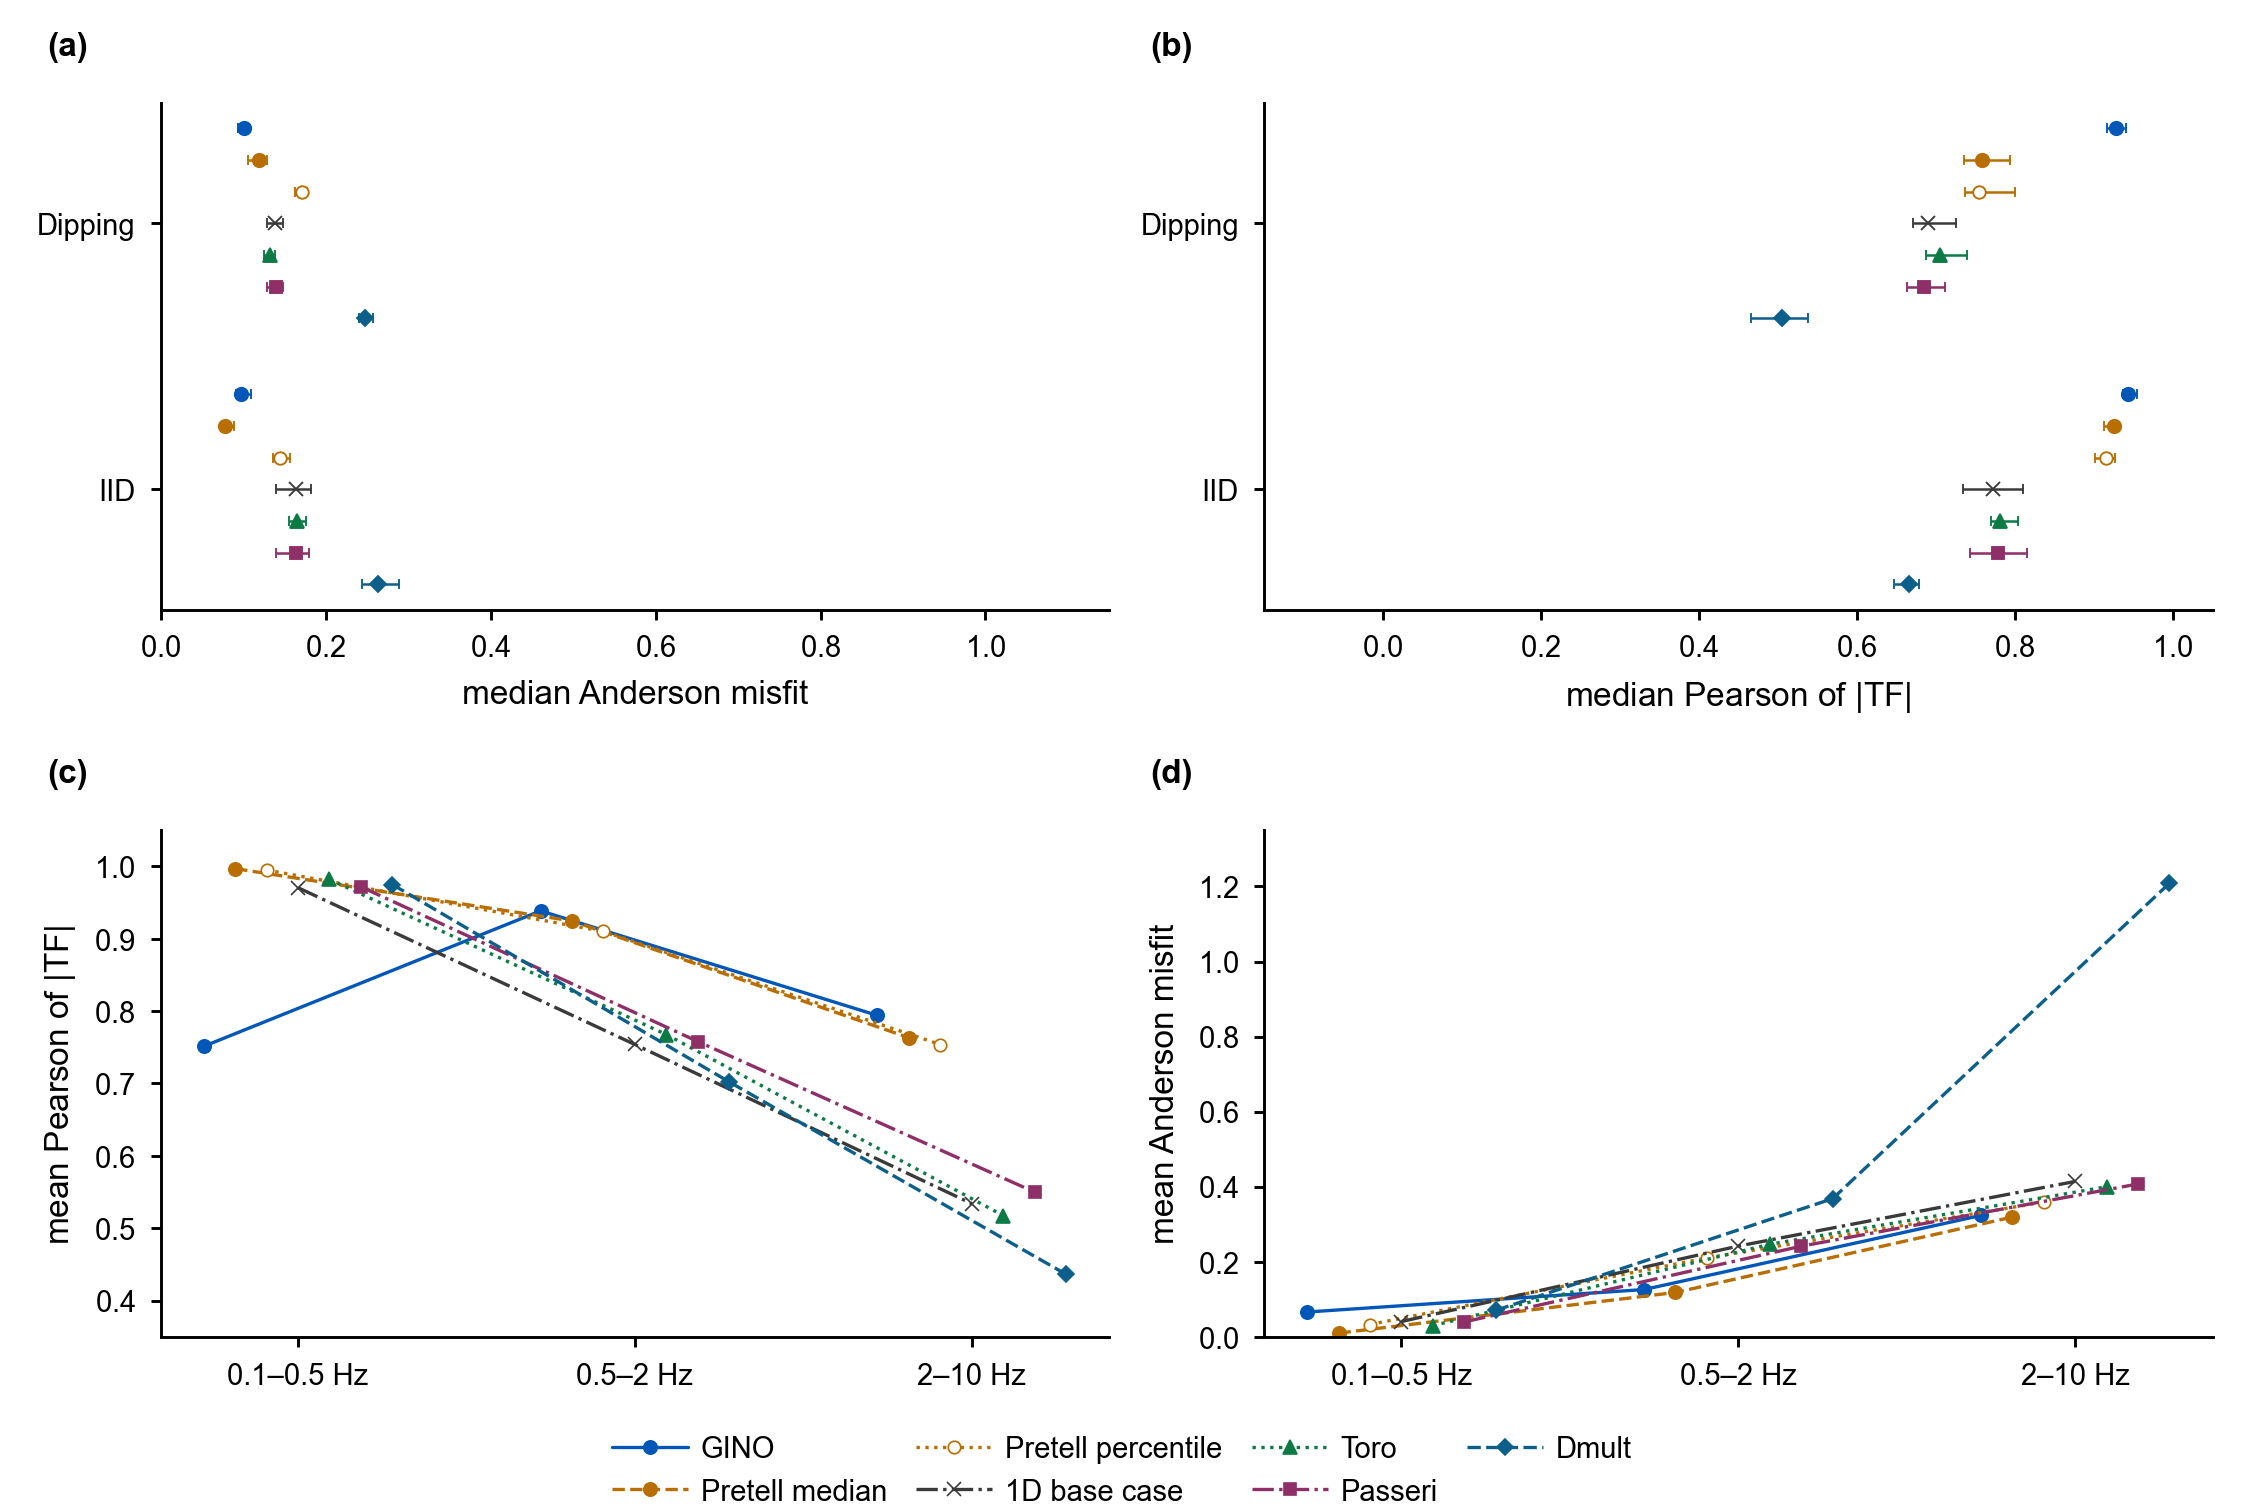 (a)
Dipping
IID
0.0 0.2 0.4 0.6 0.8 1.0
median Anderson misfit
(b)
Dipping
IID
0.0 0.2 0.4 0.6 0.8 1.0
median Pearson of |TF|
(c)
mean Pearson of |TF|
1.0
0.9
0.8
0.7
0.6
0.5
0.4
0.1–0.5 Hz 0.5–2 Hz 2–10 Hz
(d)
mean Anderson misfit
1.2
1.0
0.8
0.6
0.4
0.2
0.0
0.1–0.5 Hz 0.5–2 Hz 2–10 Hz
GINO Pretell percentile Toro Dmult
Pretell median 1D base case Passeri